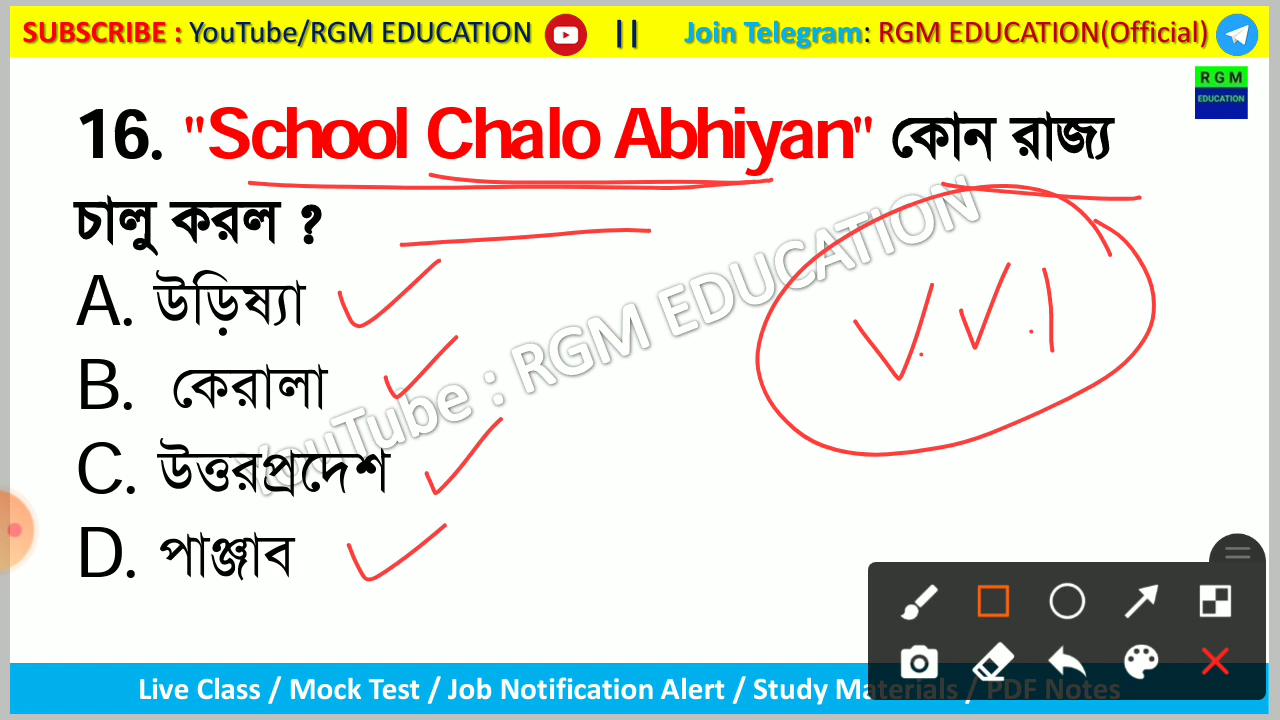 SUBSCRIBE : YouTube/RGM EDUCATION || Join Telegram: RGM EDUCATION(Official)
RGM
EDUCATION
16. "School Chalo Abhiyan" কোন রাজ্য
চালু করল ?
A. উড়িষ্যা
B. কেরালা
C. উত্তরপ্রদেশ
D. পাঞ্জাব
YouTube : RGM EDUCATION
V.V.I
Live Class / Mock Test / Job Notification Alert / Study Materials / PDF Notes